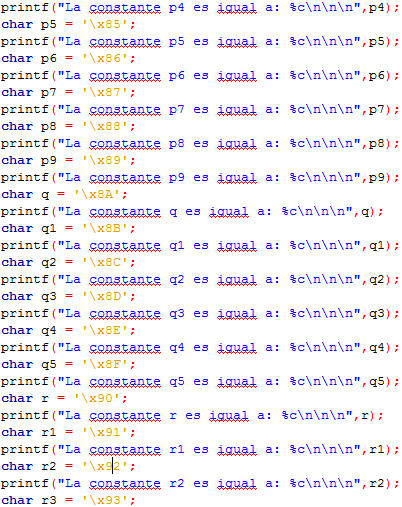 printf("La constante p4 es igual a: %c\n\n\n",p4);
char p5 = '\x85';
printf("La constante p5 es igual a: %c\n\n\n",p5);
char p6 = '\x86';
printf("La constante p6 es igual a: %c\n\n\n",p6);
char p7 = '\x87';
printf("La constante p7 es igual a: %c\n\n\n",p7);
char p8 = '\x88';
printf("La constante p8 es igual a: %c\n\n\n",p8);
char p9 = '\x89';
printf("La constante p9 es igual a: %c\n\n\n",p9);
char q = '\x8A';
printf("La constante q es igual a: %c\n\n\n",q);
char q1 = '\x8B';
printf("La constante q1 es igual a: %c\n\n\n",q1);
char q2 = '\x8C';
printf("La constante q2 es igual a: %c\n\n\n",q2);
char q3 = '\x8D';
printf("La constante q3 es igual a: %c\n\n\n",q3);
char q4 = '\x8E';
printf("La constante q4 es igual a: %c\n\n\n",q4);
char q5 = '\x8F';
printf("La constante q5 es igual a: %c\n\n\n",q5);
char r = '\x90';
printf("La constante r es igual a: %c\n\n\n",r);
char r1 = '\x91';
printf("La constante r1 es igual a: %c\n\n\n",r1);
char r2 = '\x92';
printf("La constante r2 es igual a: %c\n\n\n",r2);
char r3 = '\x93';